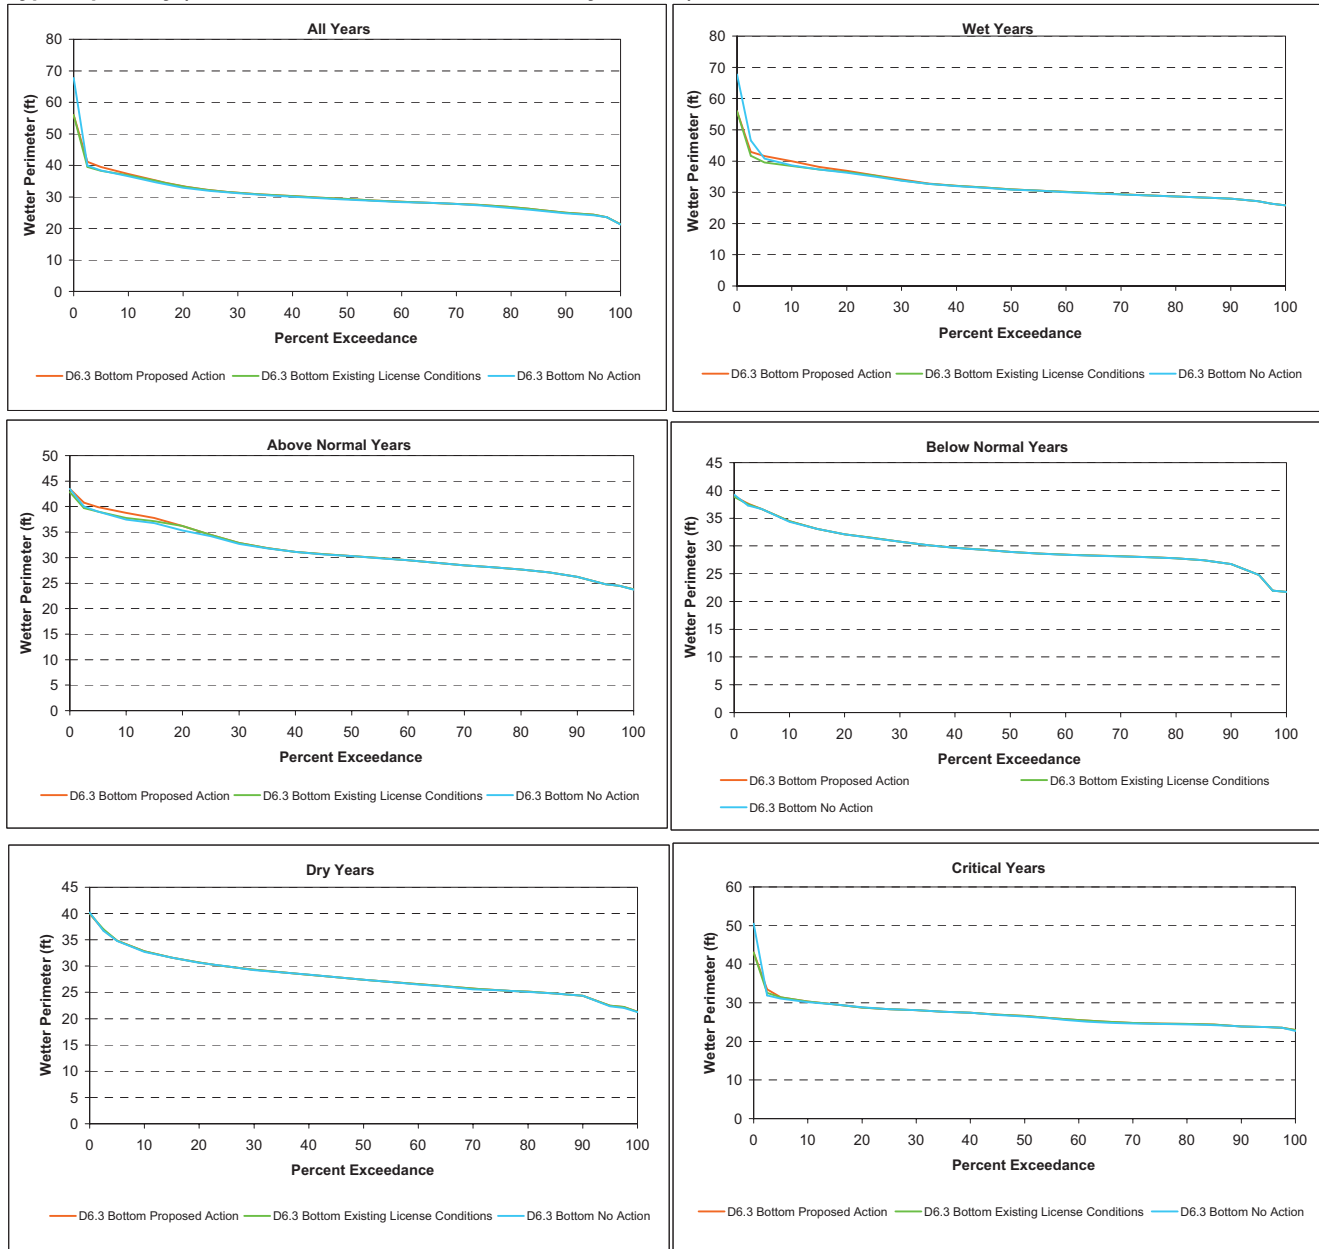 All Years
80
70
60
50
40
30
20
10
0
Wetter Perimeter (ft)
0 10 20 30 40 50 60 70 80 90 100
Percent Exceedance
D6.3 Bottom Proposed Action D6.3 Bottom Existing License Conditions D6.3 Bottom No Action
Wet Years
80
70
60
50
40
30
20
10
0
Wetter Perimeter (ft)
0 10 20 30 40 50 60 70 80 90 100
Percent Exceedance
D6.3 Bottom Proposed Action D6.3 Bottom Existing License Conditions D6.3 Bottom No Action
Above Normal Years
50
45
40
35
30
25
20
15
10
5
0
Wetter Perimeter (ft)
0 10 20 30 40 50 60 70 80 90 100
Percent Exceedance
D6.3 Bottom Proposed Action D6.3 Bottom Existing License Conditions D6.3 Bottom No Action
Below Normal Years
45
40
35
30
25
20
15
10
5
0
Wetter Perimeter (ft)
0 10 20 30 40 50 60 70 80 90 100
Percent Exceedance
D6.3 Bottom Proposed Action D6.3 Bottom Existing License Conditions
D6.3 Bottom No Action
Dry Years
45
40
35
30
25
20
15
10
5
0
Wetter Perimeter (ft)
0 10 20 30 40 50 60 70 80 90 100
Percent Exceedance
D6.3 Bottom Proposed Action D6.3 Bottom Existing License Conditions D6.3 Bottom No Action
Critical Years
60
50
40
30
20
10
0
Wetter Perimeter (ft)
0 10 20 30 40 50 60 70 80 90 100
Percent Exceedance
D6.3 Bottom Proposed Action D6.3 Bottom Existing License Conditions D6.3 Bottom No Action